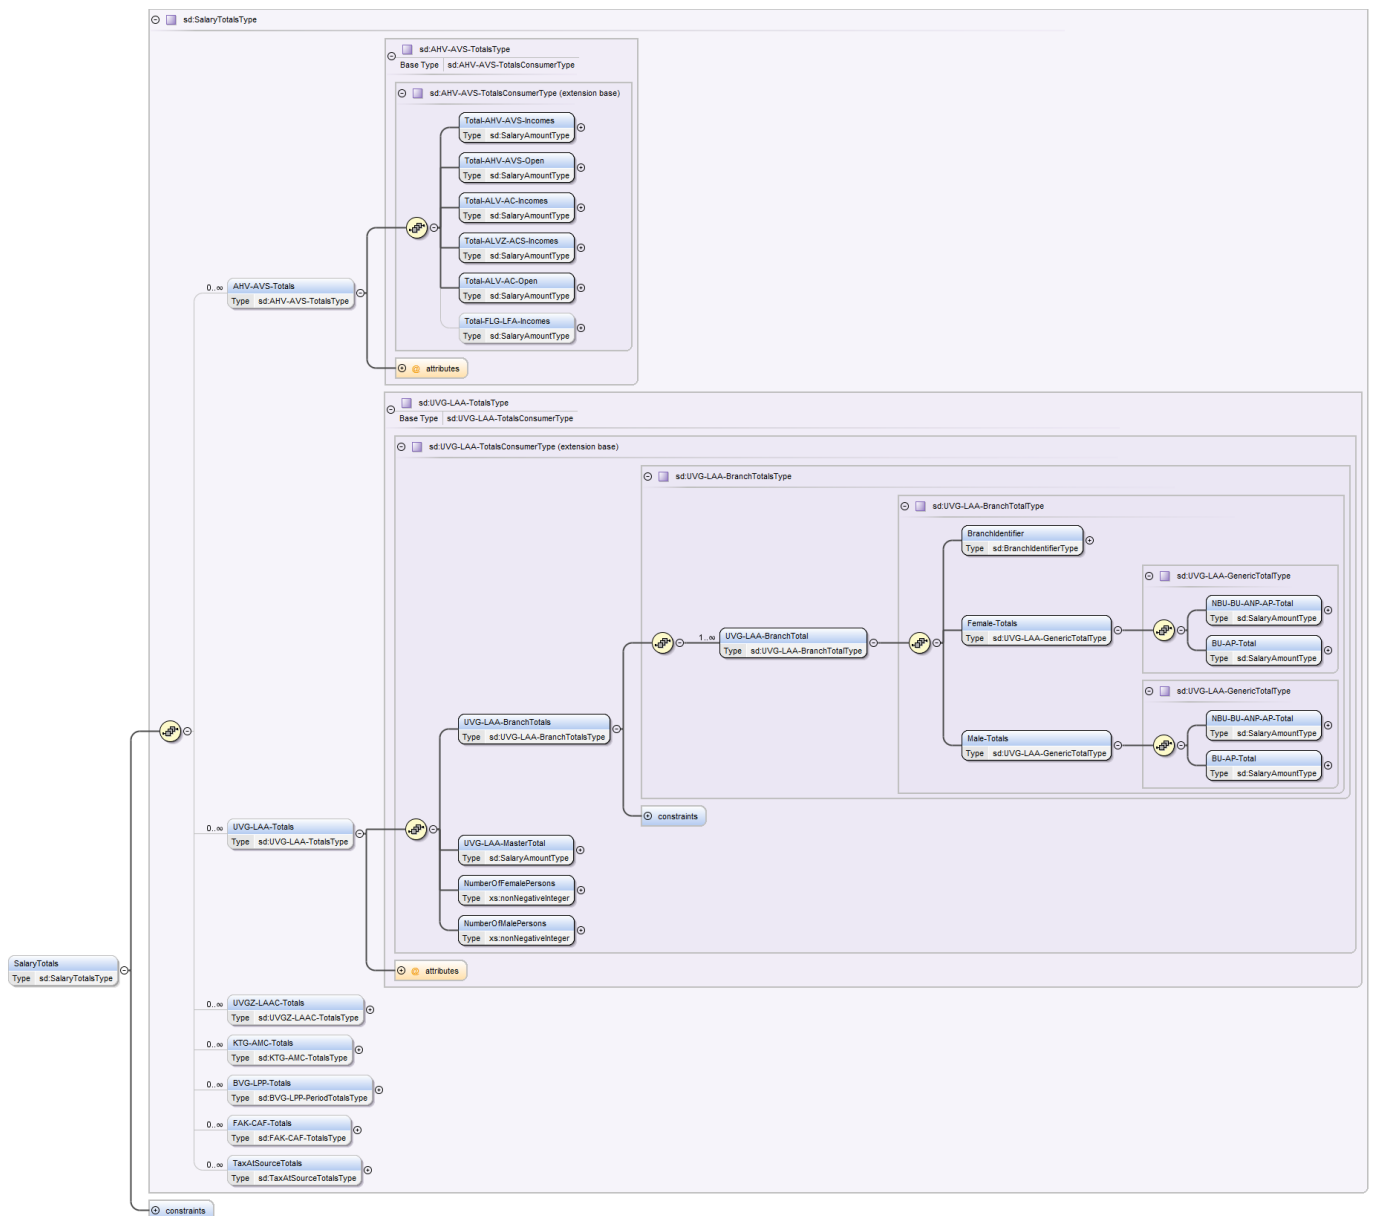 sd:SalaryTotalsType
sd:AHV-AVS-TotalsType
Base Type sd:AHV-AVS-TotalsConsumerType
sd:AHV-AVS-TotalsConsumerType (extension base)
Total-AHV-AVS-Incomes
Type sd:SalaryAmountType
Total-AHV-AVS-Open
Type sd:SalaryAmountType
Total-ALV-AC-Incomes
Type sd:SalaryAmountType
Total-ALVZ-ACS-Incomes
Type sd:SalaryAmountType
Total-ALV-AC-Open
Type sd:SalaryAmountType
Total-FLG-LFA-Incomes
Type sd:SalaryAmountType
0..∞ AHV-AVS-Totals
Type sd:AHV-AVS-TotalsType
@ attributes
sd:UVG-LAA-TotalsType
Base Type sd:UVG-LAA-TotalsConsumerType
sd:UVG-LAA-TotalsConsumerType (extension base)
sd:UVG-LAA-BranchTotalsType
sd:UVG-LAA-BranchTotalType
BranchIdentifier
Type sd:BranchIdentifierType
sd:UVG-LAA-GenericTotalType
NBU-BU-ANP-AP-Total
Type sd:SalaryAmountType
Female-Totals
Type sd:UVG-LAA-GenericTotalType
BU-AP-Total
Type sd:SalaryAmountType
1..∞ UVG-LAA-BranchTotal
Type sd:UVG-LAA-BranchTotalType
sd:UVG-LAA-GenericTotalType
NBU-BU-ANP-AP-Total
Type sd:SalaryAmountType
Male-Totals
Type sd:UVG-LAA-GenericTotalType
BU-AP-Total
Type sd:SalaryAmountType
UVG-LAA-BranchTotals
Type sd:UVG-LAA-BranchTotalsType
constraints
0..∞ UVG-LAA-Totals
Type sd:UVG-LAA-TotalsType
UVG-LAA-MasterTotal
Type sd:SalaryAmountType
NumberOfFemalePersons
Type xs:nonNegativeInteger
NumberOfMalePersons
Type xs:nonNegativeInteger
@ attributes
SalaryTotals
Type sd:SalaryTotalsType
0..∞ UVGZ-LAAC-Totals
Type sd:UVGZ-LAAC-TotalsType
0..∞ KTG-AMC-Totals
Type sd:KTG-AMC-TotalsType
0..∞ BVG-LPP-Totals
Type sd:BVG-LPP-PeriodTotalsType
0..∞ FAK-CAF-Totals
Type sd:FAK-CAF-TotalsType
0..∞ TaxAtSourceTotals
Type sd:TaxAtSourceTotalsType
constraints